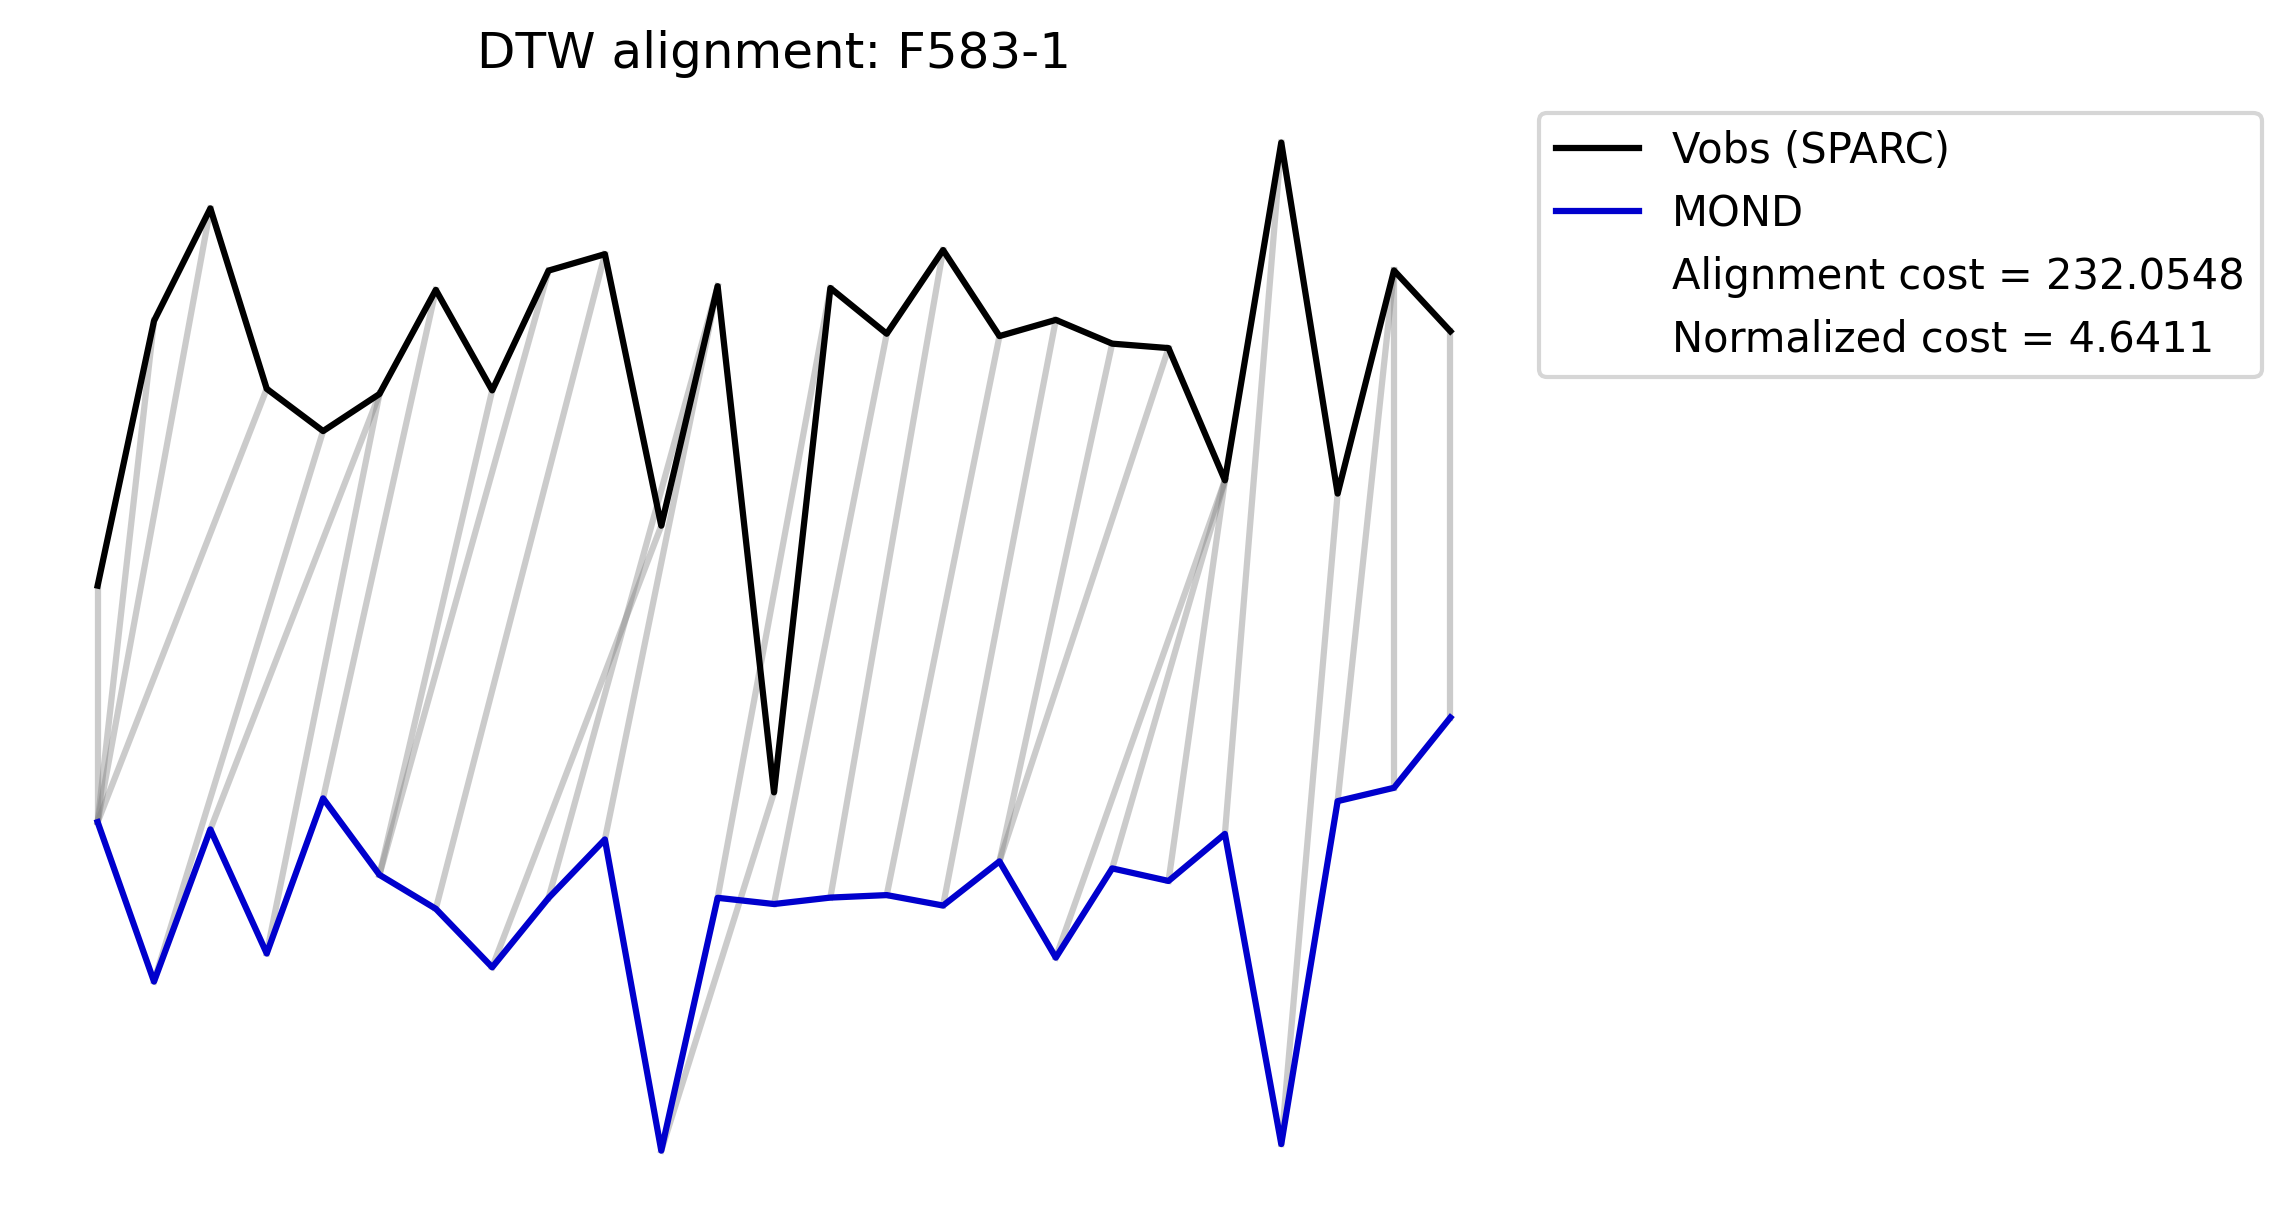 DTW alignment: F583-1
Vobs (SPARC)
MOND
Alignment cost = 232.0548
Normalized cost = 4.6411